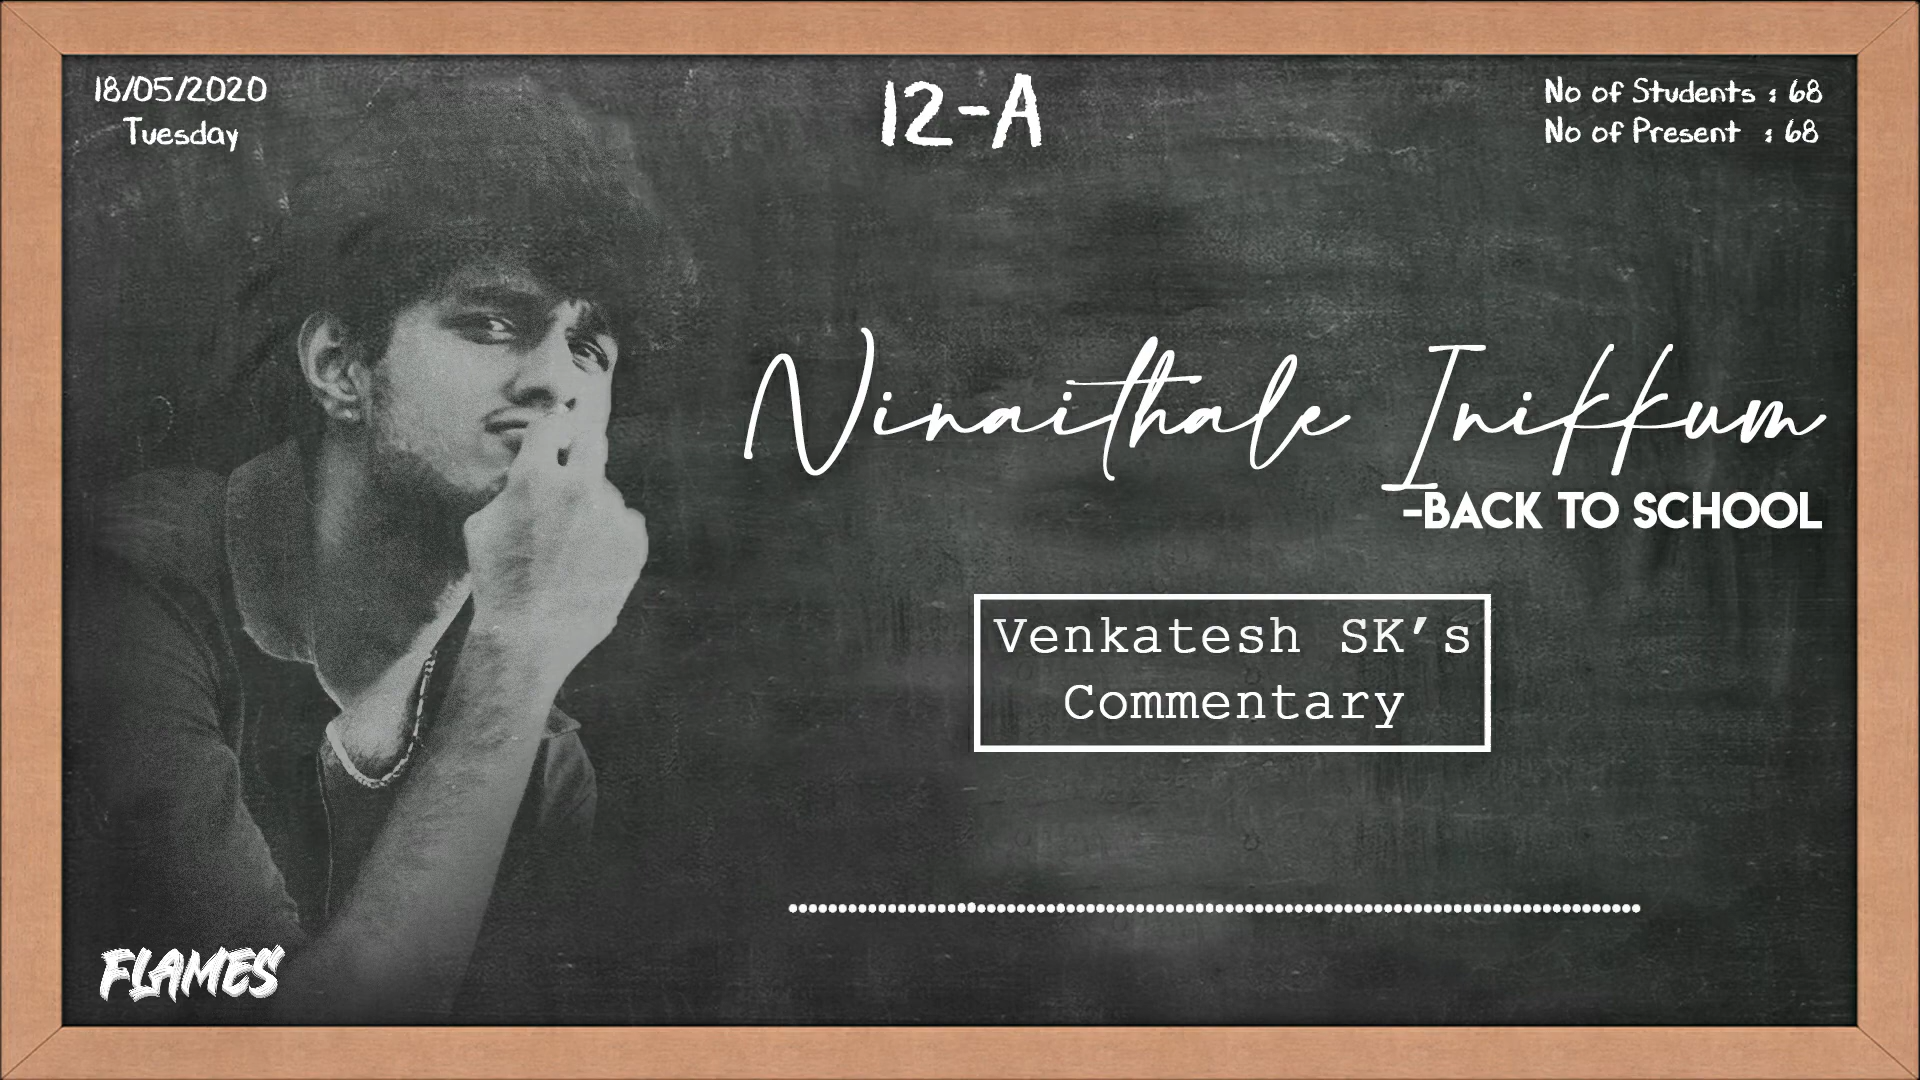 18/05/2020
Tuesday
12-A
No of Students : 68
No of Present : 68
Ninaithale Inikkum
-BACK TO SCHOOL
Venkatesh SK's
Commentary
FLAMES